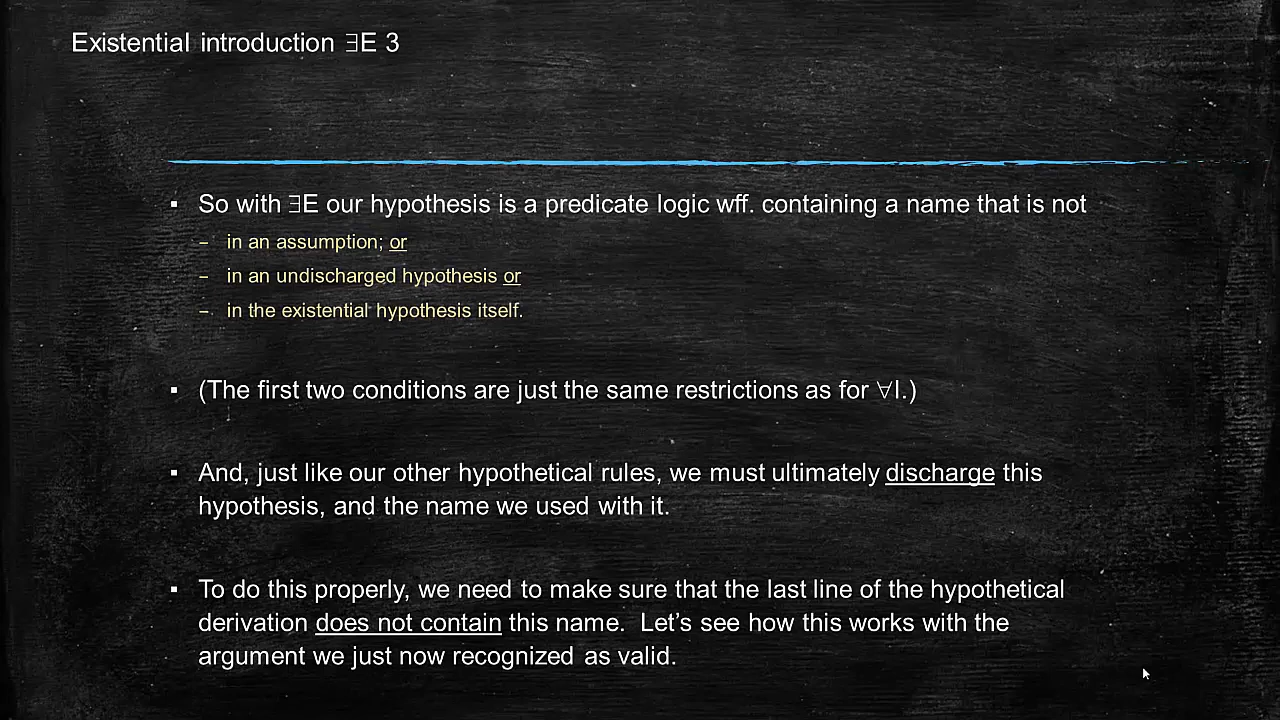 Existential introduction ∃E 3
▪ So with ∃E our hypothesis is a predicate logic wff. containing a name that is not
– in an assumption; or
– in an undischarged hypothesis or
– in the existential hypothesis itself.
▪ (The first two conditions are just the same restrictions as for ∀I.)
▪ And, just like our other hypothetical rules, we must ultimately discharge this
hypothesis, and the name we used with it.
▪ To do this properly, we need to make sure that the last line of the hypothetical
derivation does not contain this name.  Let’s see how this works with the
argument we just now recognized as valid.